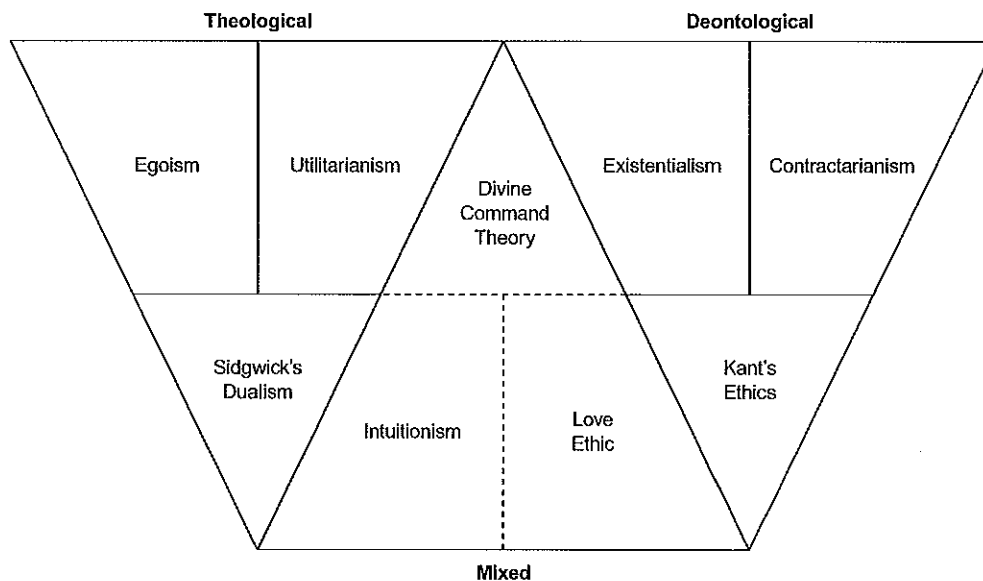 Theological
Deontological
Egoism
Utilitarianism
Divine
Command
Theory
Existentialism
Contractarianism
Sidgwick's
Dualism
Intuitionism
Love
Ethic
Kant's
Ethics
Mixed